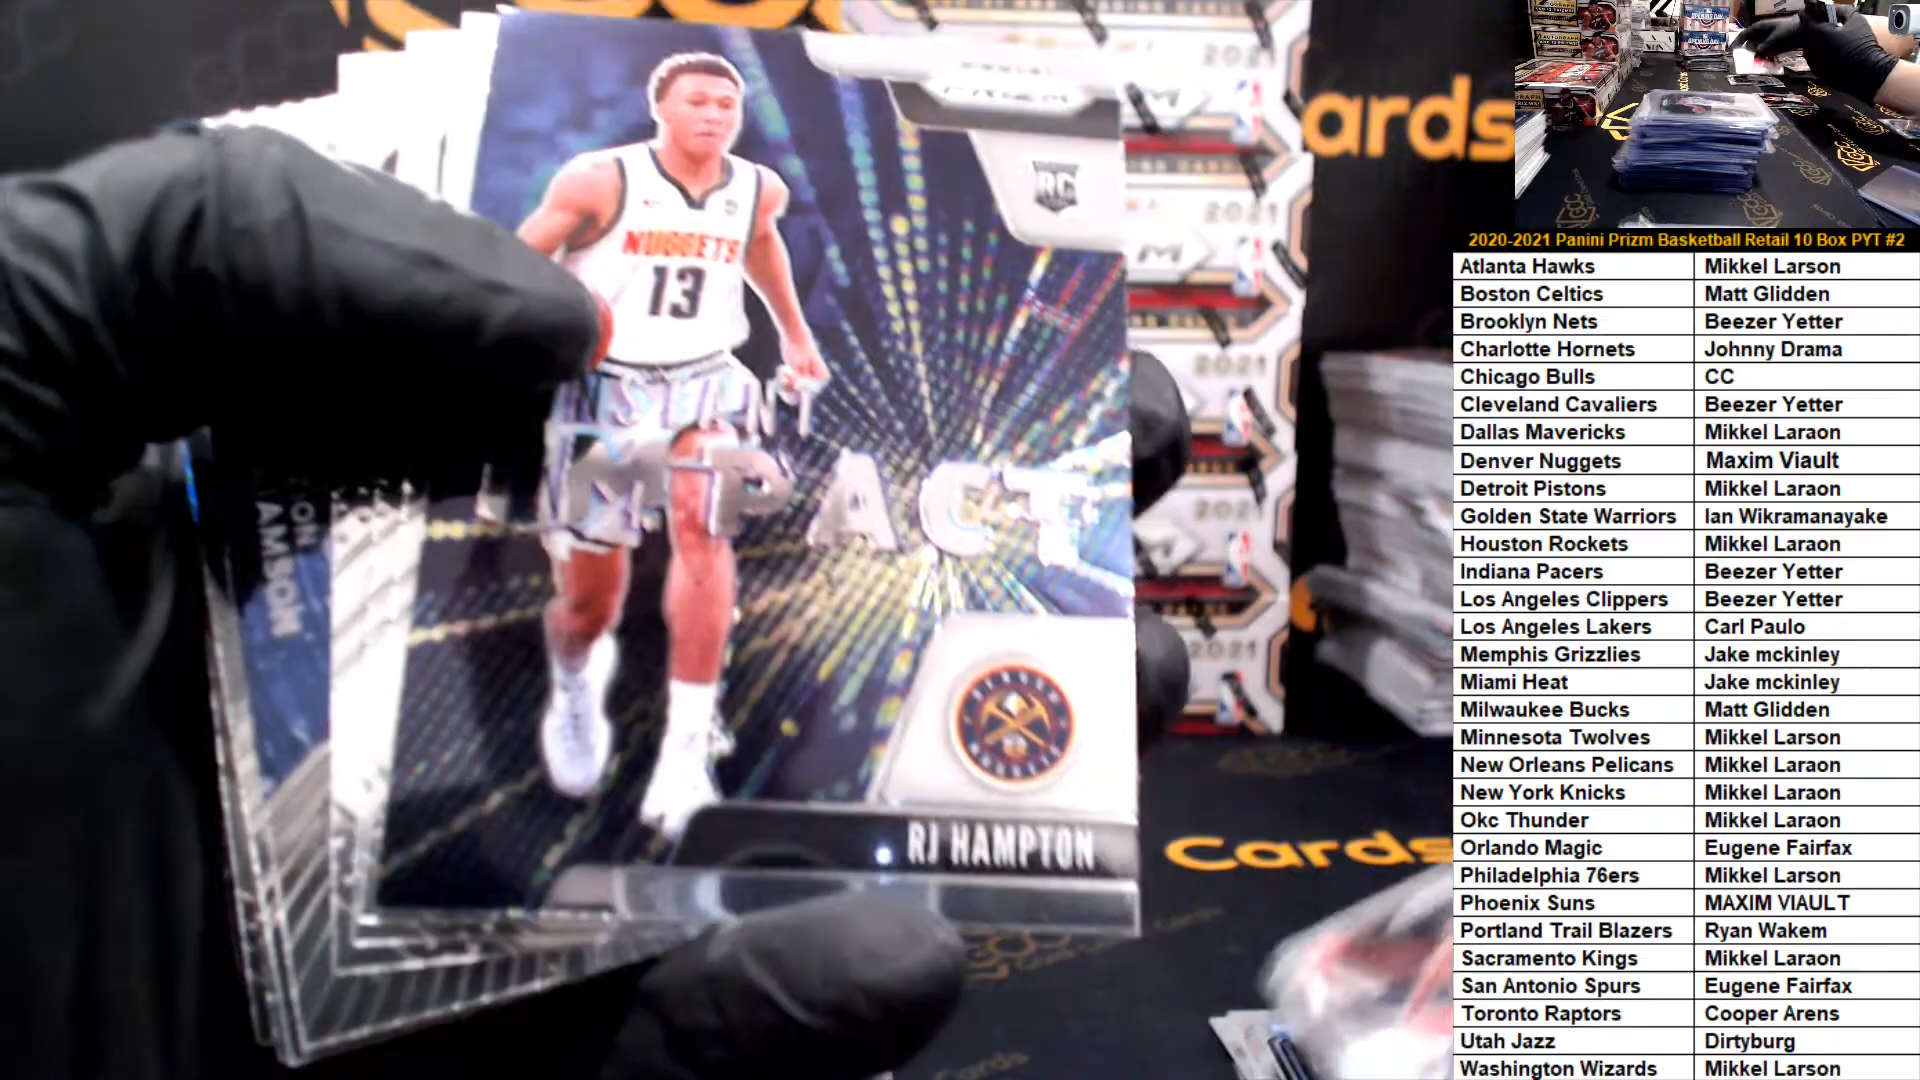 PRIZM
RC
NUGGETS
13
INSTANT
IMPACT
RJ HAMPTON
ards
Cards
2021
2021
2021
2021
2021
2020-2021 Panini Prizm Basketball Retail 10 Box PYT #2
Atlanta Hawks Mikkel Larson
Boston Celtics Matt Glidden
Brooklyn Nets Beezer Yetter
Charlotte Hornets Johnny Drama
Chicago Bulls CC
Cleveland Cavaliers Beezer Yetter
Dallas Mavericks Mikkel Laraon
Denver Nuggets Maxim Viault
Detroit Pistons Mikkel Laraon
Golden State Warriors Ian Wikramanayake
Houston Rockets Mikkel Laraon
Indiana Pacers Beezer Yetter
Los Angeles Clippers Beezer Yetter
Los Angeles Lakers Carl Paulo
Memphis Grizzlies Jake mckinley
Miami Heat Jake mckinley
Milwaukee Bucks Matt Glidden
Minnesota Twolves Mikkel Larson
New Orleans Pelicans Mikkel Laraon
New York Knicks Mikkel Laraon
Okc Thunder Mikkel Laraon
Orlando Magic Eugene Fairfax
Philadelphia 76ers Mikkel Larson
Phoenix Suns MAXIM VIAULT
Portland Trail Blazers Ryan Wakem
Sacramento Kings Mikkel Laraon
San Antonio Spurs Eugene Fairfax
Toronto Raptors Cooper Arens
Utah Jazz Dirtyburg
Washington Wizards Mikkel Larson